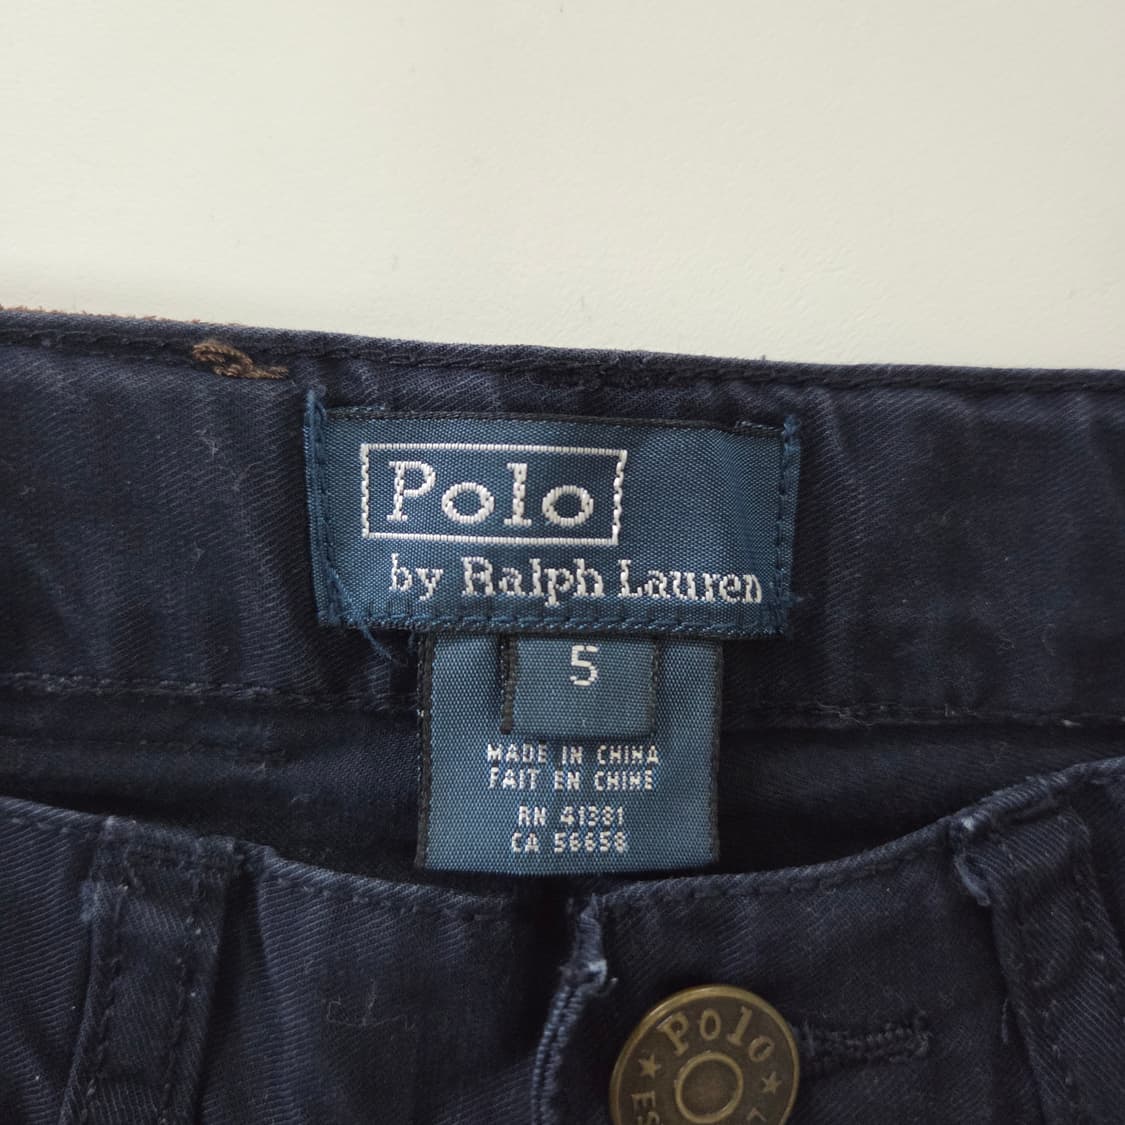 Polo
by Ralph Lauren
5
MADE IN CHINA
FAIT EN CHINE
RN 41381
CA 56658
Polo